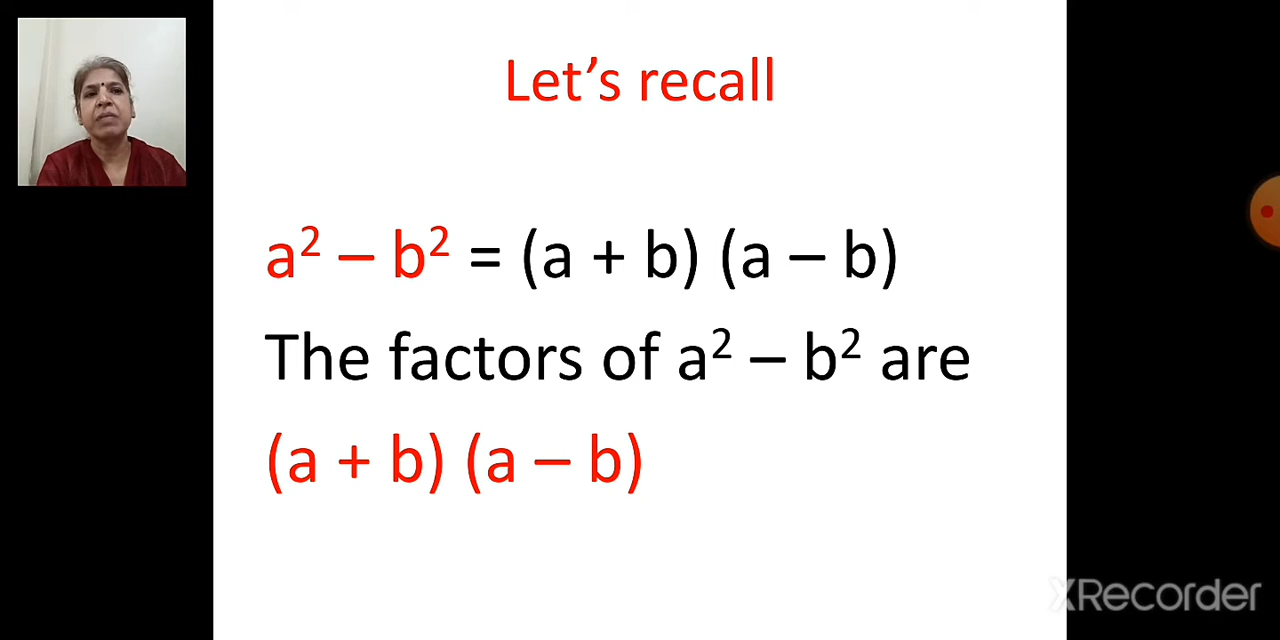 Let's recall
a² – b² = (a + b) (a – b)
The factors of a² – b² are
(a + b) (a – b)
XRecorder